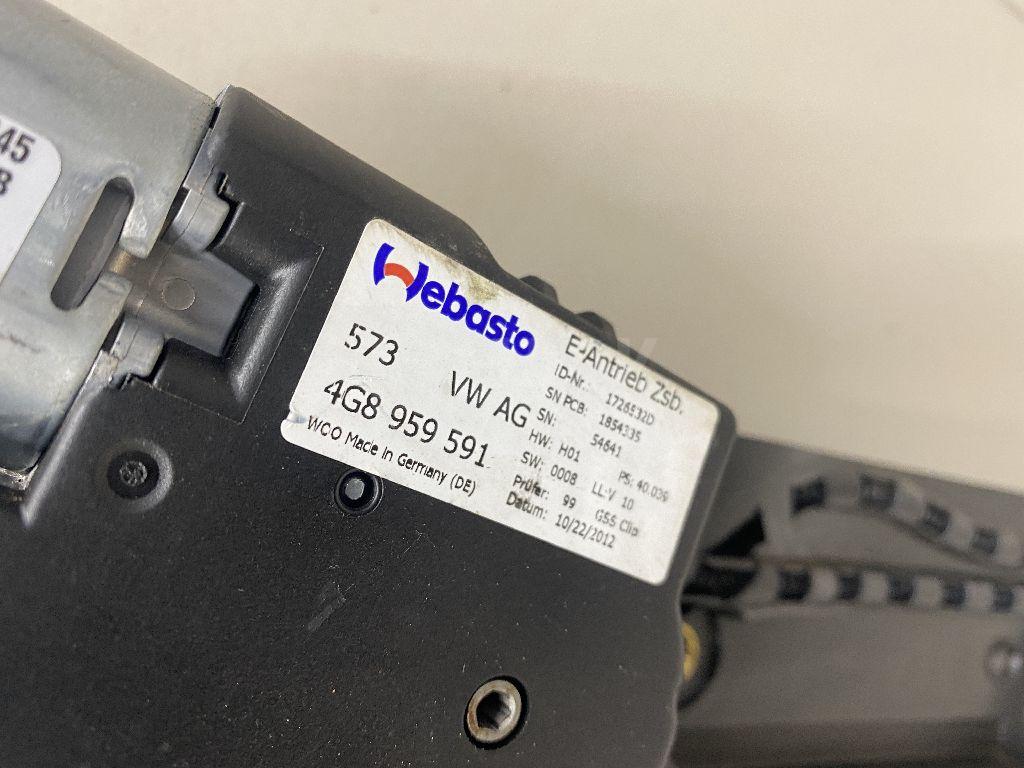 45
8
Webasto
573
VW AG
4G8 959 591
WCO Made in Germany (DE)
E-Antrieb Zsb.
ID-Nr.: 1726532D
SN PCB: 1854335
SN: 54641
HW: H01 PS: 40.039
SW: 0008 LL:V 10
Prüfer: 99 GSS Clip
Datum: 10/22/2012